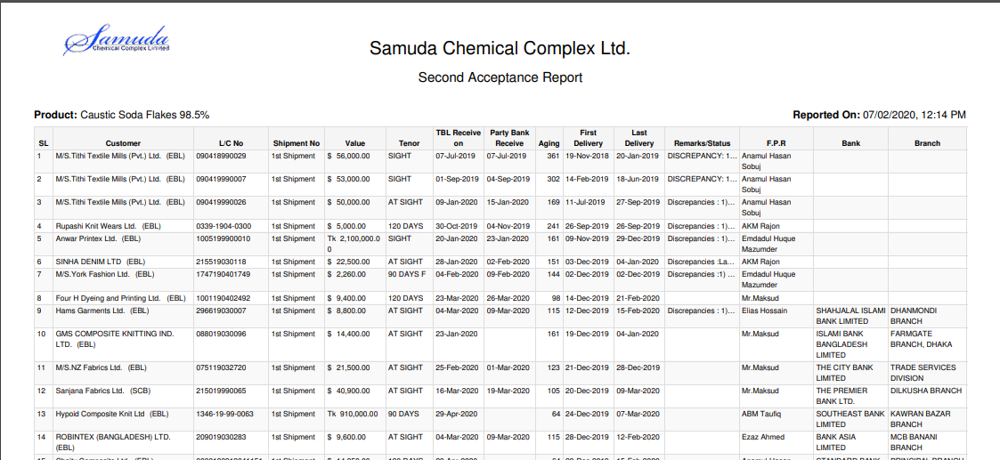 Samuda
Chemical Complex Limited
Samuda Chemical Complex Ltd.
Second Acceptance Report
Product: Caustic Soda Flakes 98.5%
Reported On: 07/02/2020, 12:14 PM
SL Customer L/C No Shipment No Value Tenor TBL Receive on Party Bank Receive Aging First Delivery Last Delivery Remarks/Status F.P.R Bank Branch
1 M/S.Tithi Textile Mills (Pvt.) Ltd. (EBL) 090418990029 1st Shipment $ 56,000.00 SIGHT 07-Jul-2019 07-Jul-2019 361 19-Nov-2018 20-Jan-2019 DISCREPANCY: 1... Anamul Hasan Sobuj
2 M/S.Tithi Textile Mills (Pvt.) Ltd. (EBL) 090419990007 1st Shipment $ 53,000.00 SIGHT 01-Sep-2019 04-Sep-2019 302 14-Feb-2019 18-Jun-2019 DISCREPANCY: 1... Anamul Hasan Sobuj
3 M/S.Tithi Textile Mills (Pvt.) Ltd. (EBL) 090419990026 1st Shipment $ 50,000.00 AT SIGHT 09-Jan-2020 15-Jan-2020 169 11-Jul-2019 27-Sep-2019 Discrepancies : 1)... Anamul Hasan Sobuj
4 Rupashi Knit Wears Ltd. (EBL) 0339-1904-0300 1st Shipment $ 5,000.00 120 DAYS 30-Oct-2019 04-Nov-2019 241 26-Sep-2019 26-Sep-2019 Discrepancies : 1)... AKM Rajon
5 Anwar Printex Ltd. (EBL) 1005199900010 1st Shipment Tk 2,100,000.00 SIGHT 20-Jan-2020 23-Jan-2020 161 09-Nov-2019 29-Dec-2019 Discrepancies : 1)... Emdadul Huque Mazumder
6 SINHA DENIM LTD (EBL) 215519030118 1st Shipment $ 22,500.00 AT SIGHT 28-Jan-2020 02-Feb-2020 151 03-Dec-2019 04-Jan-2020 Discrepancies :La... AKM Rajon
7 M/S.York Fashion Ltd. (EBL) 1747190401749 1st Shipment $ 2,260.00 90 DAYS F 04-Feb-2020 09-Feb-2020 144 02-Dec-2019 02-Dec-2019 Discrepancies :1)... Emdadul Huque Mazumder
8 Four H Dyeing and Printing Ltd. (EBL) 1001190402492 1st Shipment $ 9,400.00 120 DAYS 23-Mar-2020 26-Mar-2020 98 14-Dec-2019 21-Feb-2020 Mr.Maksud
9 Hams Garments Ltd. (EBL) 296619030007 1st Shipment $ 8,800.00 AT SIGHT 04-Mar-2020 09-Mar-2020 115 12-Dec-2019 15-Feb-2020 Discrepancies : 1)... Elias Hossain SHAHJALAL ISLAMI BANK LIMITED DHANMONDI BRANCH
10 GMS COMPOSITE KNITTING IND. LTD. (EBL) 088019030096 1st Shipment $ 14,400.00 AT SIGHT 23-Jan-2020 161 19-Dec-2019 04-Jan-2020 Mr.Maksud ISLAMI BANK BANGLADESH LIMITED FARMGATE BRANCH, DHAKA
11 M/S.NZ Fabrics Ltd. (EBL) 075119032720 1st Shipment $ 21,500.00 AT SIGHT 25-Feb-2020 01-Mar-2020 123 21-Dec-2019 28-Dec-2019 Mr.Maksud THE CITY BANK LIMITED TRADE SERVICES DIVISION
12 Sanjana Fabrics Ltd. (SCB) 215019990065 1st Shipment $ 40,900.00 AT SIGHT 16-Mar-2020 19-Mar-2020 105 20-Dec-2019 09-Mar-2020 Mr.Maksud THE PREMIER BANK LTD. DILKUSHA BRANCH
13 Hypoid Composite Knit Ltd (EBL) 1346-19-99-0063 1st Shipment Tk 910,000.00 90 DAYS 29-Apr-2020 64 24-Dec-2019 07-Mar-2020 ABM Taufiq SOUTHEAST BANK LIMITED KAWRAN BAZAR BRANCH
14 ROBINTEX (BANGLADESH) LTD. (EBL) 209019030283 1st Shipment $ 9,600.00 AT SIGHT 04-Mar-2020 09-Mar-2020 115 28-Dec-2019 12-Feb-2020 Ezaz Ahmed BANK ASIA LIMITED MCB BANANI BRANCH